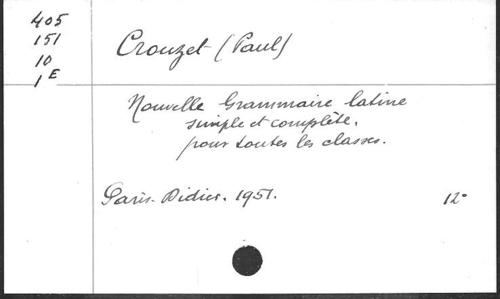 405
151
10
1E
Crouzet (Paul)
Nouvelle Grammaire latine
simple et complète.
pour toutes les classes.
Paris. Didier. 1951. 12°